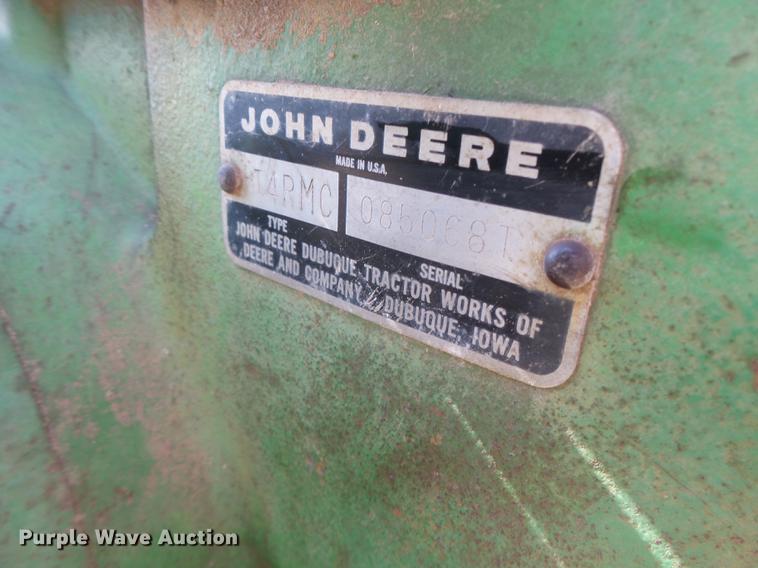 JOHN DEERE
MADE IN U.S.A.
T4RMC 085068T
TYPE SERIAL
JOHN DEERE DUBUQUE TRACTOR WORKS OF
DEERE AND COMPANY, DUBUQUE, IOWA
Purple Wave Auction